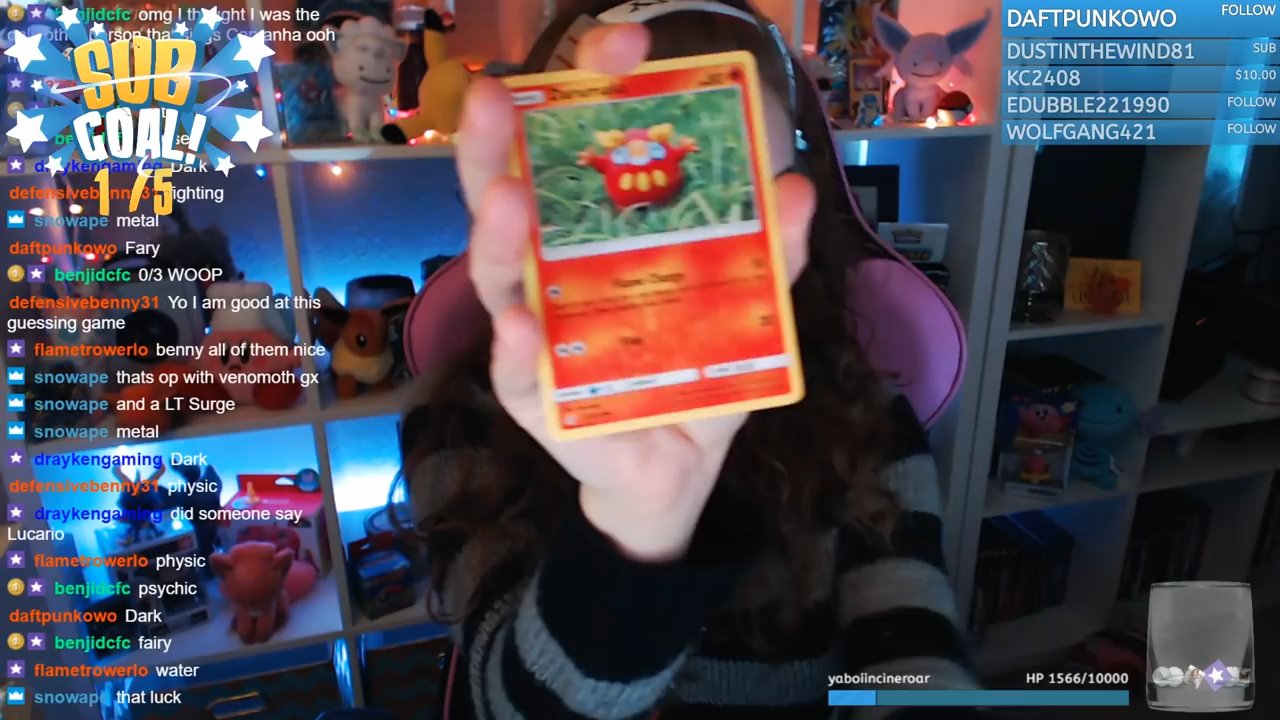 benjidcfc omg I thought I was the
ooh
SUB
GOAL!
1/5
draykengaming Dark
defensivebenny31 fighting
snowape metal
daftpunkowo Fary
benjidcfc 0/3 WOOP
defensivebenny31 Yo I am good at this
guessing game
flametrowerlo benny all of them nice
snowape thats op with venomoth gx
snowape and a LT Surge
snowape metal
draykengaming Dark
defensivebenny31 physic
draykengaming did someone say
Lucario
flametrowerlo physic
benjidcfc psychic
daftpunkowo Dark
benjidcfc fairy
flametrowerlo water
snowape that luck
DAFTPUNKOWO FOLLOW
DUSTINTHEWIND81 SUB
KC2408 $10.00
EDUBBLE221990 FOLLOW
WOLFGANG421 FOLLOW
yaboiincineroar HP 1566/10000